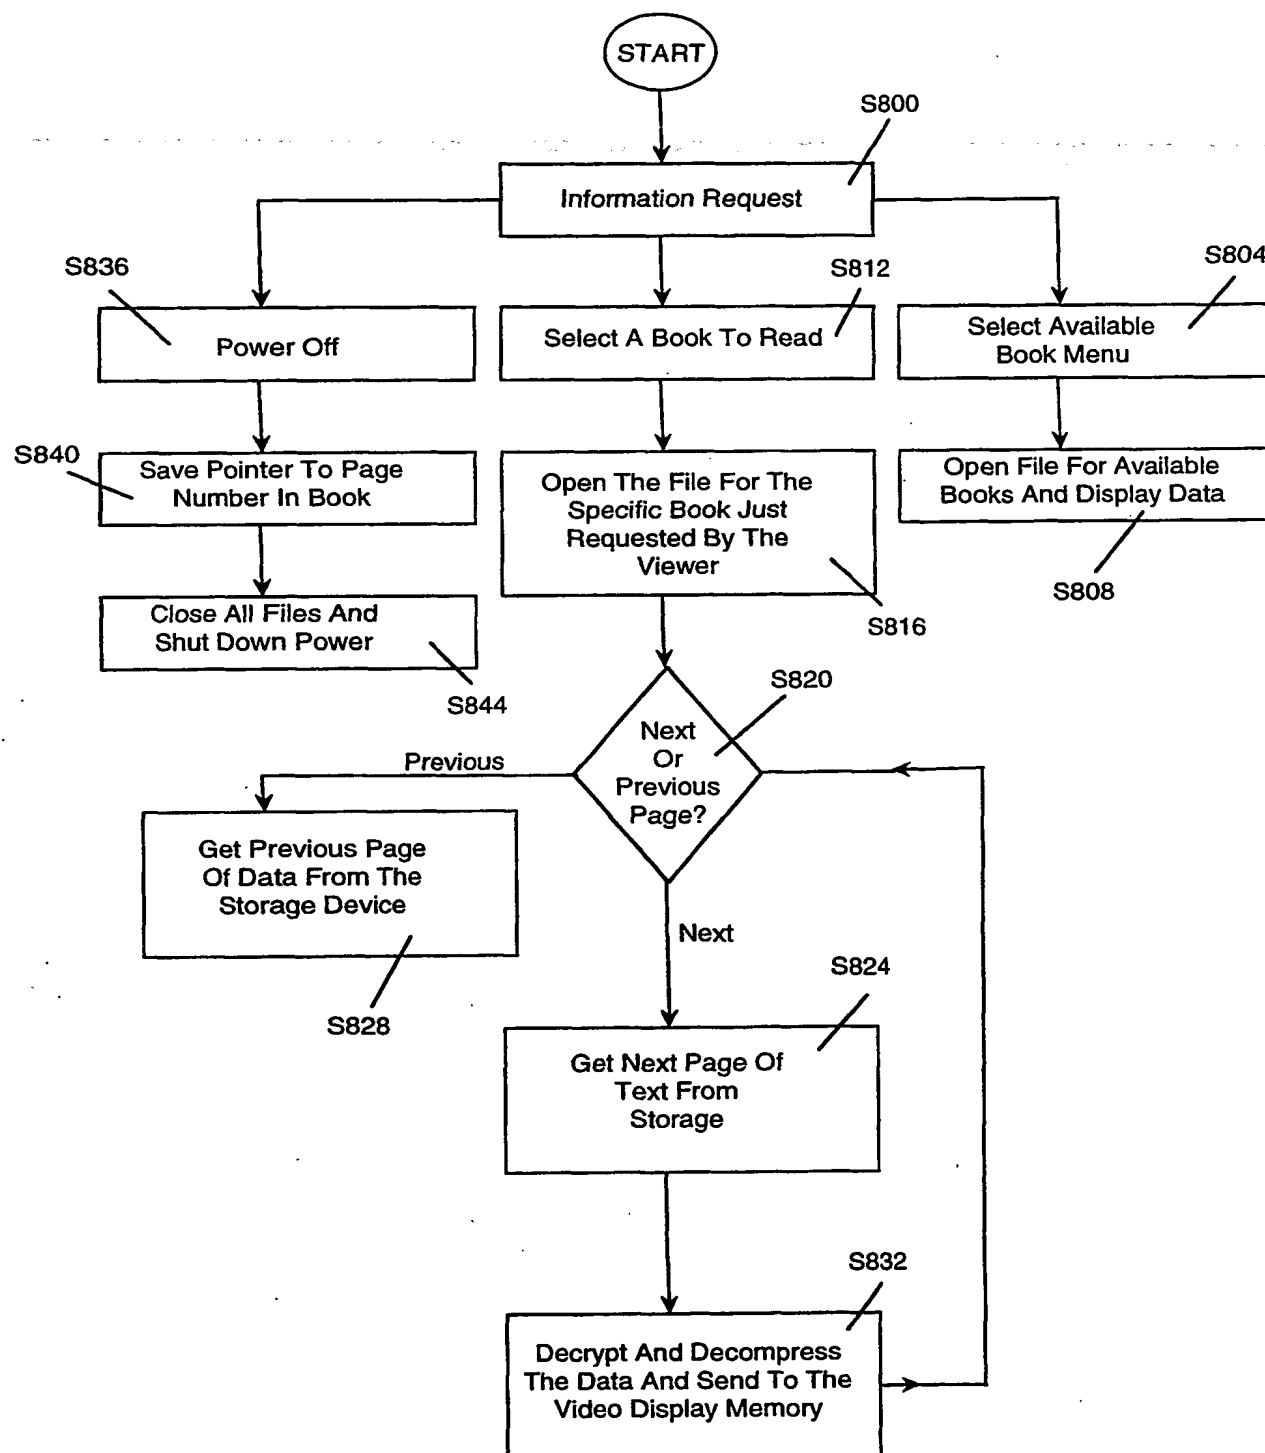 START
S800
Information Request
S836
S812
S804
Power Off
Select A Book To Read
Select Available
Book Menu
S840
Save Pointer To Page
Number In Book
Open The File For The
Specific Book Just
Requested By The
Viewer
Open File For Available
Books And Display Data
S808
Close All Files And
Shut Down Power
S816
S844
S820
Next
Or
Previous
Page?
Previous
Get Previous Page
Of Data From The
Storage Device
S828
Next
S824
Get Next Page Of
Text From
Storage
S832
Decrypt And Decompress
The Data And Send To The
Video Display Memory